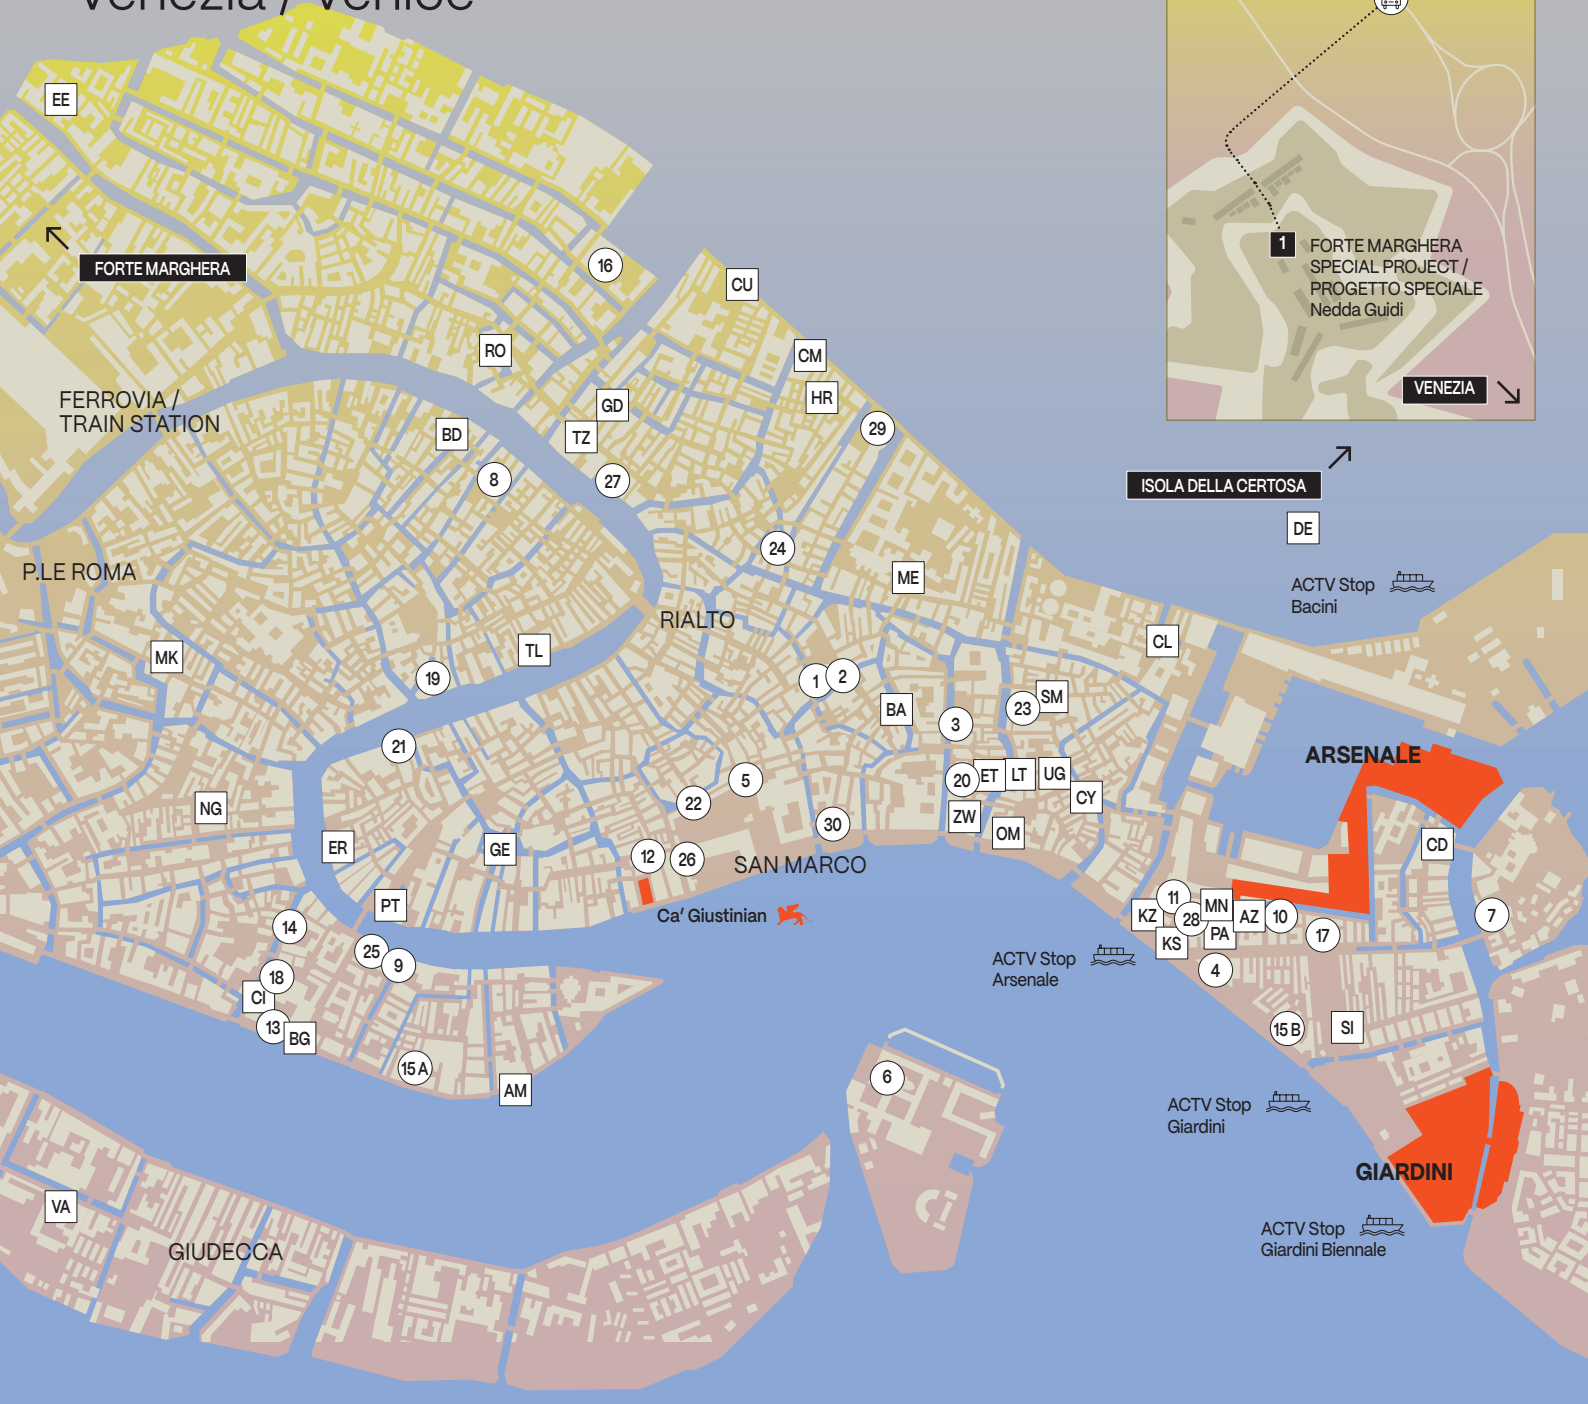 Venezia / Venice
EE
FORTE MARGHERA
16
CU
1
FORTE MARGHERA
SPECIAL PROJECT /
PROGETTO SPECIALE
Nedda Guidi
VENEZIA
RO
CM
HR
FERROVIA /
TRAIN STATION
GD
BD
TZ
29
8
27
ISOLA DELLA CERTOSA
DE
24
P.LE ROMA
ME
ACTV Stop
Bacini
RIALTO
MK
TL
CL
19
1
2
BA
23
SM
3
21
ARSENALE
5
20
ET
LT
UG
22
CY
NG
ZW
30
OM
ER
GE
12
26
SAN MARCO
CD
PT
Ca' Giustinian
11
MN
KZ
28
AZ
10
7
14
PA
17
KS
25
9
ACTV Stop
Arsenale
4
18
CI
13
BG
15 B
SI
15 A
AM
6
ACTV Stop
Giardini
GIARDINI
VA
GIUDECCA
ACTV Stop
Giardini Biennale